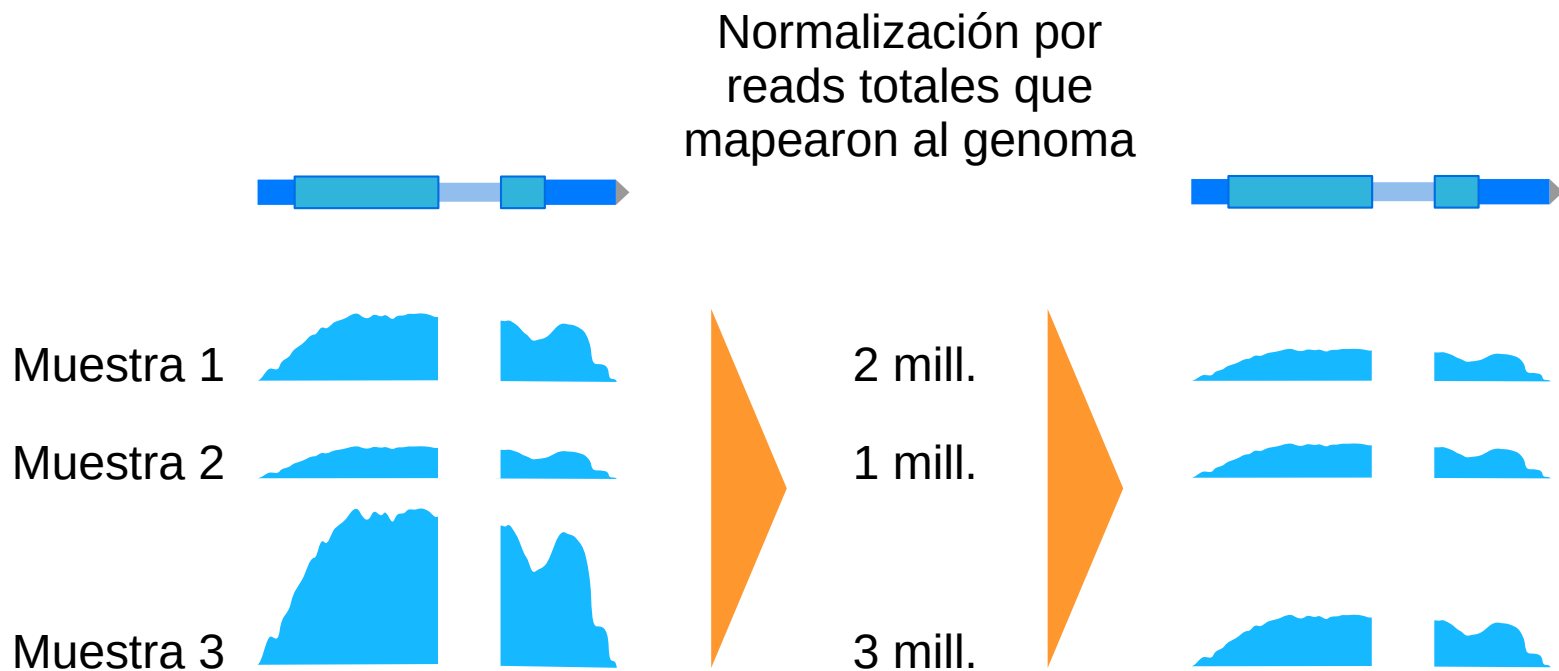 Normalización por
reads totales que
mapearon al genoma
Muestra 1
2 mill.
Muestra 2
1 mill.
Muestra 3
3 mill.